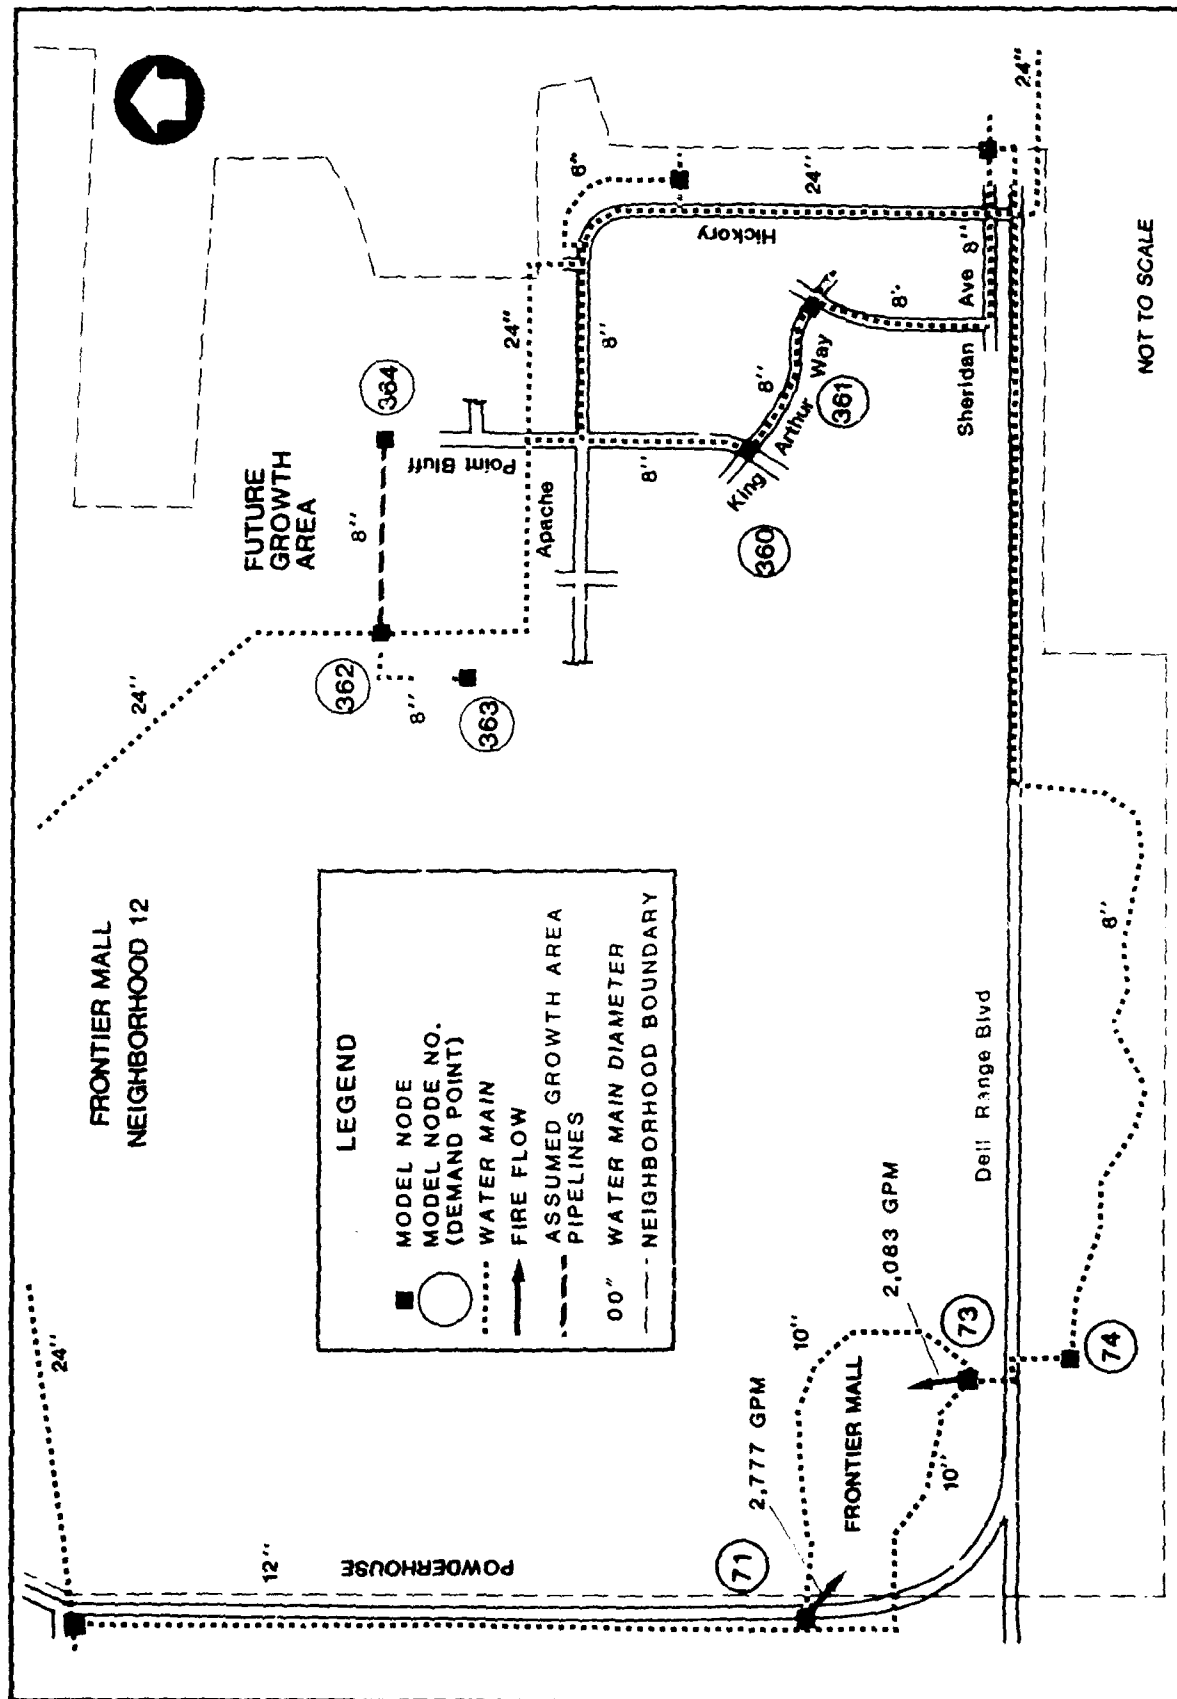 FRONTIER MALL
NEIGHBORHOOD 12
24''
24''
FUTURE
GROWTH
AREA
8''
364
362
8''
363
24''
Point Bluff
Apache
8''
8''
24''
Hickory
8''
King Arthur Way
8''
360
361
8''
Sheridan Ave 8''
24''
LEGEND
MODEL NODE
MODEL NODE NO.
(DEMAND POINT)
WATER MAIN
FIRE FLOW
ASSUMED GROWTH AREA
PIPELINES
00" WATER MAIN DIAMETER
NEIGHBORHOOD BOUNDARY
12''
POWDERHOUSE
71
2,777 GPM
10''
FRONTIER MALL
10''
2,083 GPM
73
74
Dell Range Blvd
8''
NOT TO SCALE